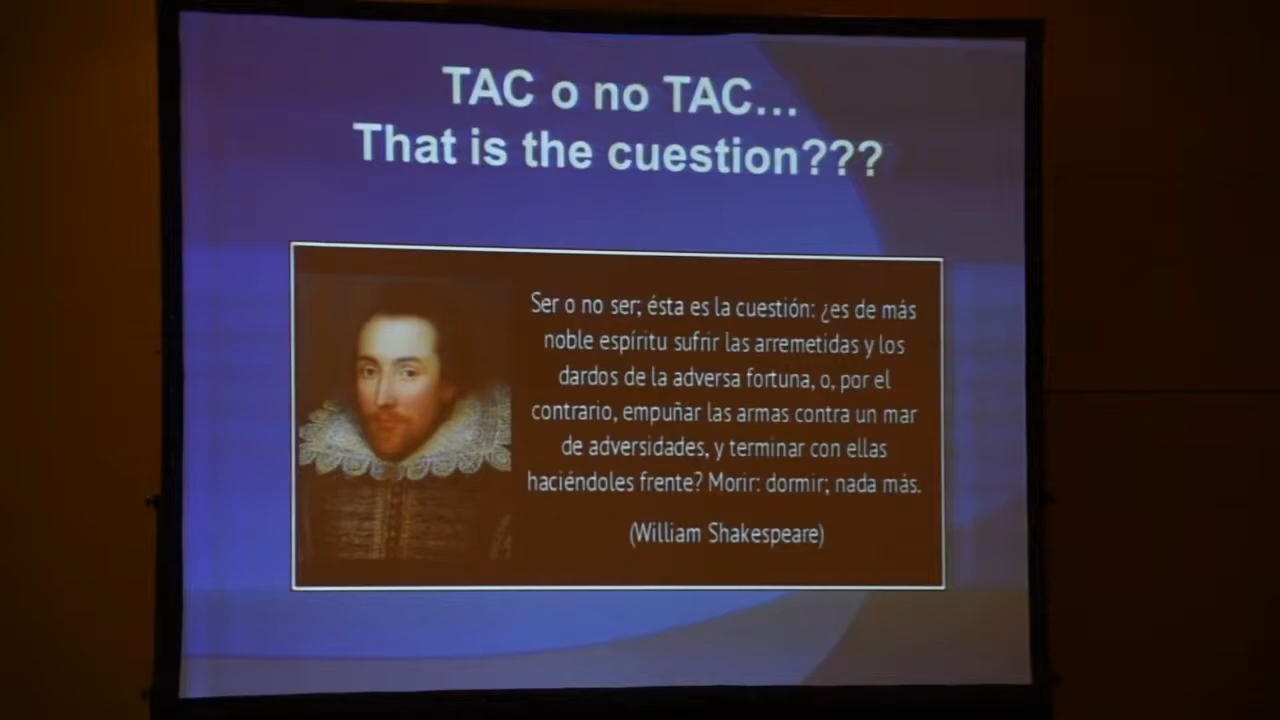 TAC o no TAC...
That is the cuestion???
Ser o no ser; ésta es la cuestión: ¿es de más
noble espíritu sufrir las arremetidas y los
dardos de la adversa fortuna, o, por el
contrario, empuñar las armas contra un mar
de adversidades, y terminar con ellas
haciéndoles frente? Morir: dormir; nada más.
(William Shakespeare)